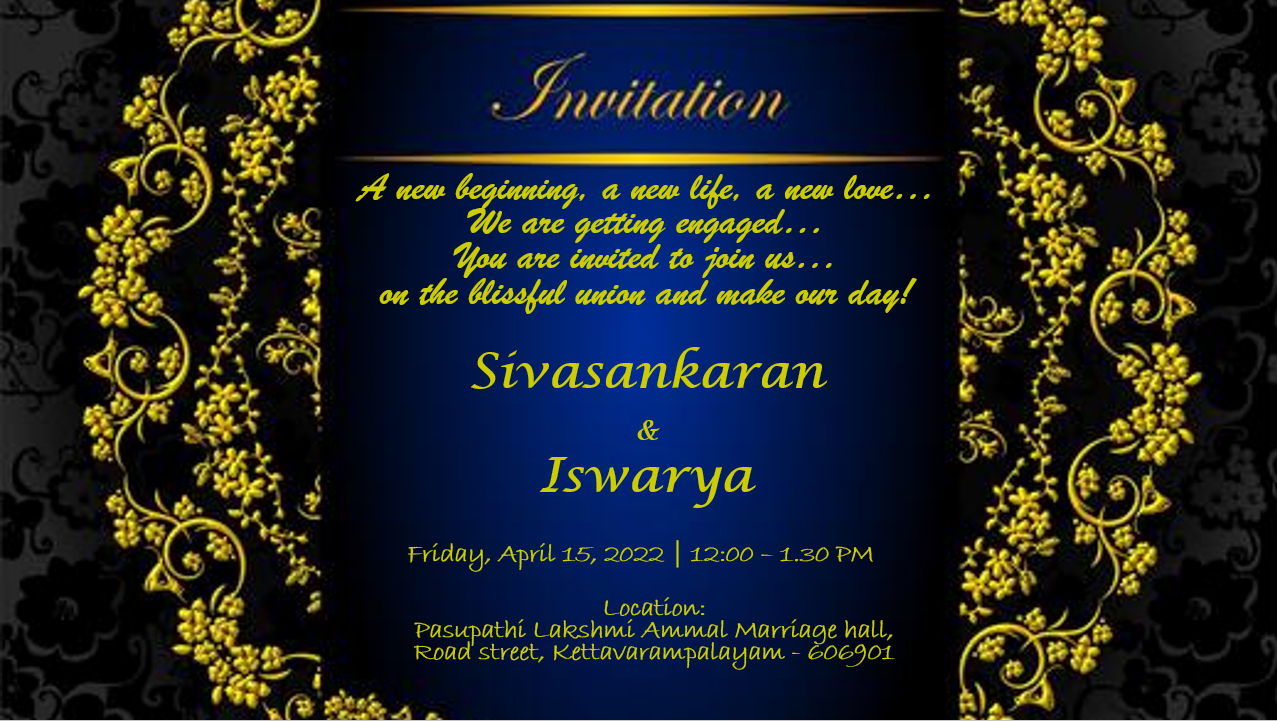 Invitation
A new beginning, a new life, a new love...
We are getting engaged...
You are invited to join us...
on the blissful union and make our day!
Sivasankaran
&
Iswarya
Friday, April 15, 2022 | 12:00 – 1.30 PM
Location:
Pasupathi Lakshmi Ammal Marriage hall,
Road street, Kettavarampalayam - 606901